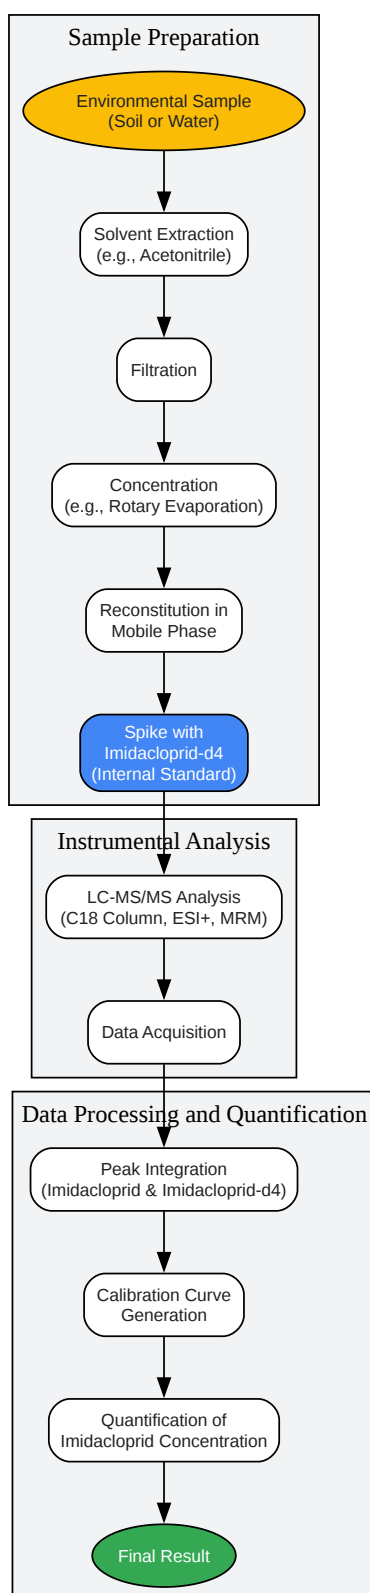 Sample Preparation
Environmental Sample
(Soil or Water)
Solvent Extraction
(e.g., Acetonitrile)
Filtration
Concentration
(e.g., Rotary Evaporation)
Reconstitution in
Mobile Phase
Spike with
Imidacloprid-d4
(Internal Standard)
Instrumental Analysis
LC-MS/MS Analysis
(C18 Column, ESI+, MRM)
Data Acquisition
Data Processing and Quantification
Peak Integration
(Imidacloprid & Imidacloprid-d4)
Calibration Curve
Generation
Quantification of
Imidacloprid Concentration
Final Result